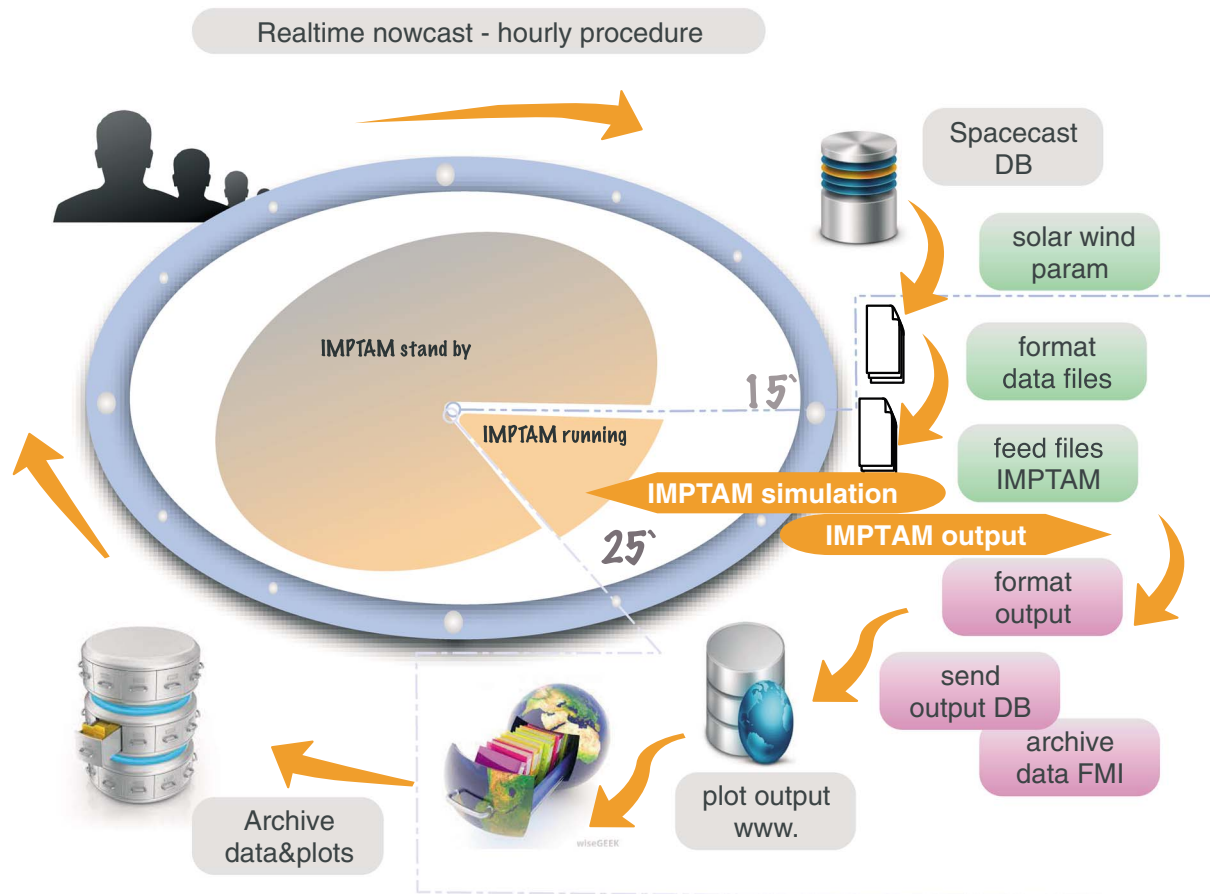 Realtime nowcast - hourly procedure
Spacecast
DB
solar wind
param
IMPTAM stand by
format
data files
15`
IMPTAM running
feed files
IMPTAM
IMPTAM simulation
IMPTAM output
25`
format
output
send
output DB
archive
data FMI
plot output
www.
Archive
data&plots
wiseGEEK